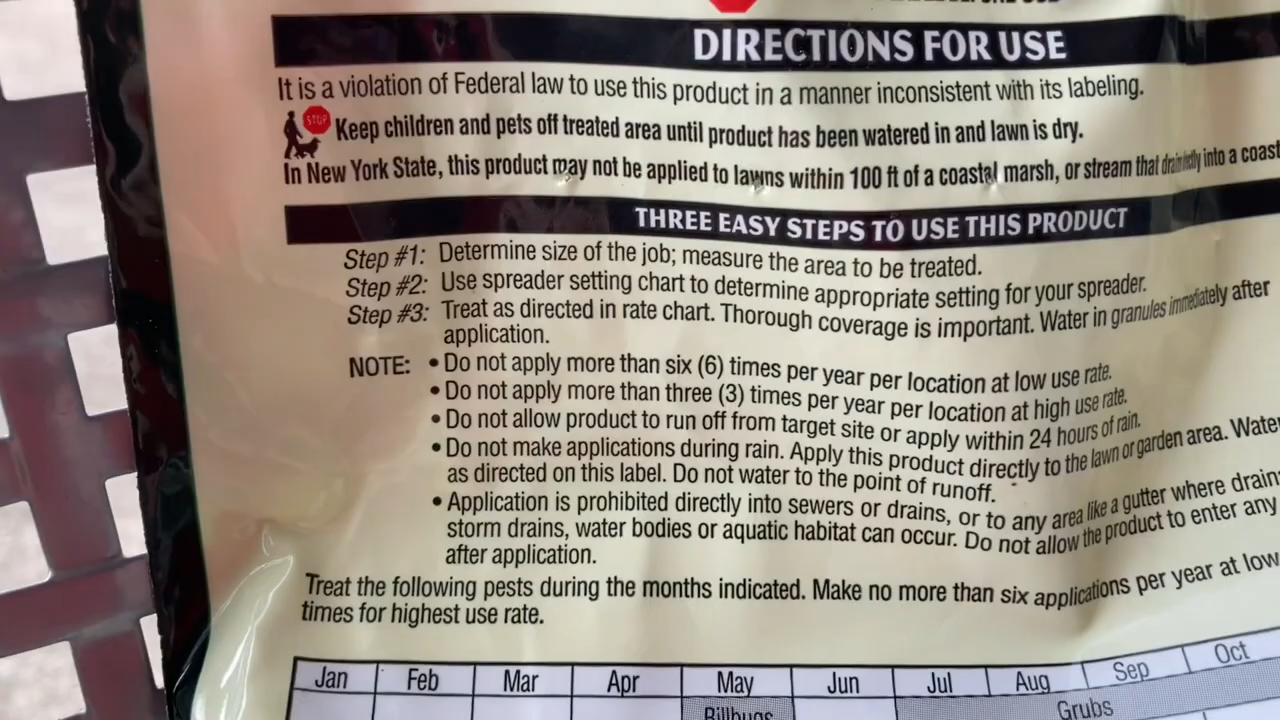 DIRECTIONS FOR USE
It is a violation of Federal law to use this product in a manner inconsistent with its labeling.
STOP
Keep children and pets off treated area until product has been watered in and lawn is dry.
In New York State, this product may not be applied to lawns within 100 ft of a coastal marsh, or stream that drains directly into a coast
THREE EASY STEPS TO USE THIS PRODUCT
Step #1: Determine size of the job; measure the area to be treated.
Step #2: Use spreader setting chart to determine appropriate setting for your spreader.
Step #3: Treat as directed in rate chart. Thorough coverage is important. Water in granules immediately after
application.
NOTE: • Do not apply more than six (6) times per year per location at low use rate.
• Do not apply more than three (3) times per year per location at high use rate.
• Do not allow product to run off from target site or apply within 24 hours of rain.
• Do not make applications during rain. Apply this product directly to the lawn or garden area. Water
as directed on this label. Do not water to the point of runoff.
• Application is prohibited directly into sewers or drains, or to any area like a gutter where drain
storm drains, water bodies or aquatic habitat can occur. Do not allow the product to enter any
after application.
Treat the following pests during the months indicated. Make no more than six applications per year at low
times for highest use rate.
Jan Feb Mar Apr May Jun Jul Aug Sep Oct
Billbugs Grubs